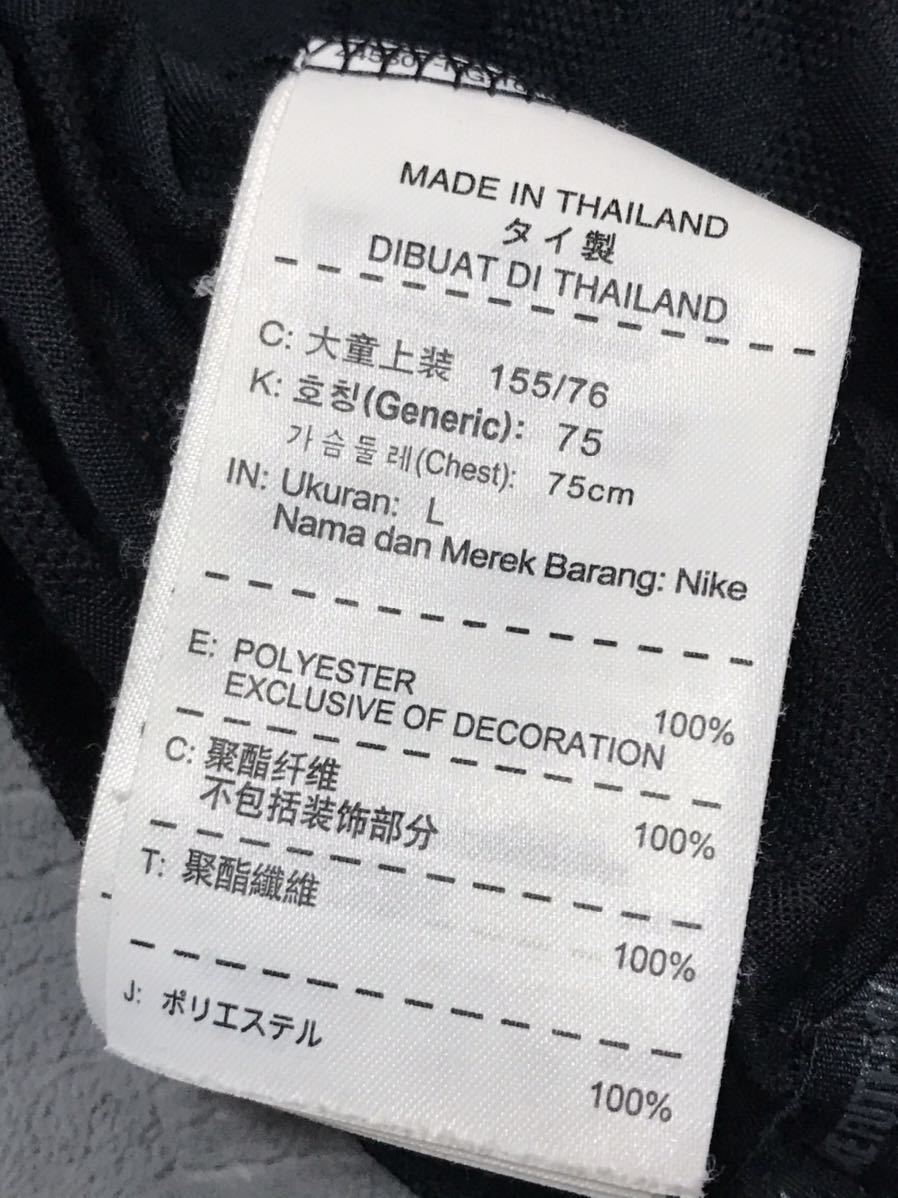 MADE IN THAILAND
タイ製
DIBUAT DI THAILAND
C: 大童上装 155/76
K: 호칭(Generic): 75
가슴둘레(Chest): 75cm
IN: Ukuran: L
Nama dan Merek Barang: Nike
E: POLYESTER 100%
EXCLUSIVE OF DECORATION
C: 聚酯纤维 100%
不包括装饰部分
T: 聚酯纖維 100%
J: ポリエステル 100%